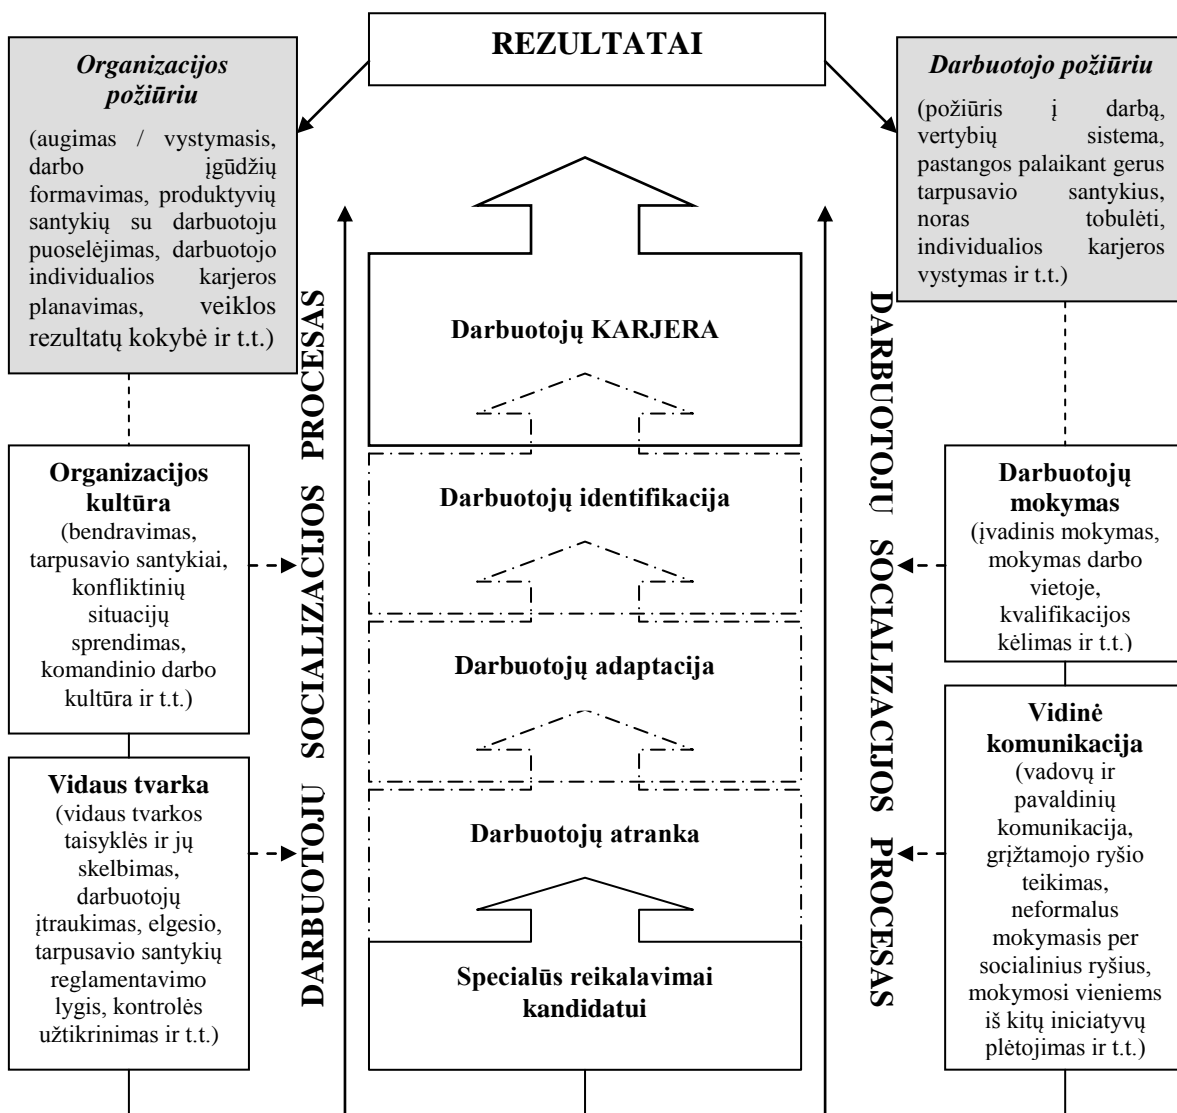 REZULTATAI
Organizacijos
požiūriu
(augimas / vystymasis,
darbo įgūdžių
formavimas, produktyvių
santykių su darbuotoju
puoselėjimas, darbuotojo
individualios karjeros
planavimas, veiklos
rezultatų kokybė ir t.t.)
Darbuotojo požiūriu
(požiūris į darbą,
vertybių sistema,
pastangos palaikant gerus
tarpusavio santykius,
noras tobulėti,
individualios karjeros
vystymas ir t.t.)
DARBUOTOJŲ SOCIALIZACIJOS PROCESAS
Darbuotojų KARJERA
Darbuotojų identifikacija
Darbuotojų adaptacija
Darbuotojų atranka
Specialūs reikalavimai
kandidatui
DARBUOTOJŲ SOCIALIZACIJOS PROCESAS
Organizacijos
kultūra
(bendravimas,
tarpusavio santykiai,
konfliktinių
situacijų
sprendimas,
komandinio darbo
kultūra ir t.t.)
Vidaus tvarka
(vidaus tvarkos
taisyklės ir jų
skelbimas,
darbuotojų
įtraukimas, elgesio,
tarpusavio santykių
reglamentavimo
lygis, kontrolės
užtikrinimas ir t.t.)
Darbuotojų
mokymas
(įvadinis mokymas,
mokymas darbo
vietoje,
kvalifikacijos
kėlimas ir t.t.)
Vidinė
komunikacija
(vadovų ir
pavaldinių
komunikacija,
grįžtamojo ryšio
teikimas,
neformalus
mokymasis per
socialinius ryšius,
mokymosi vieniems
iš kitų iniciatyvų
plėtojimas ir t.t.)